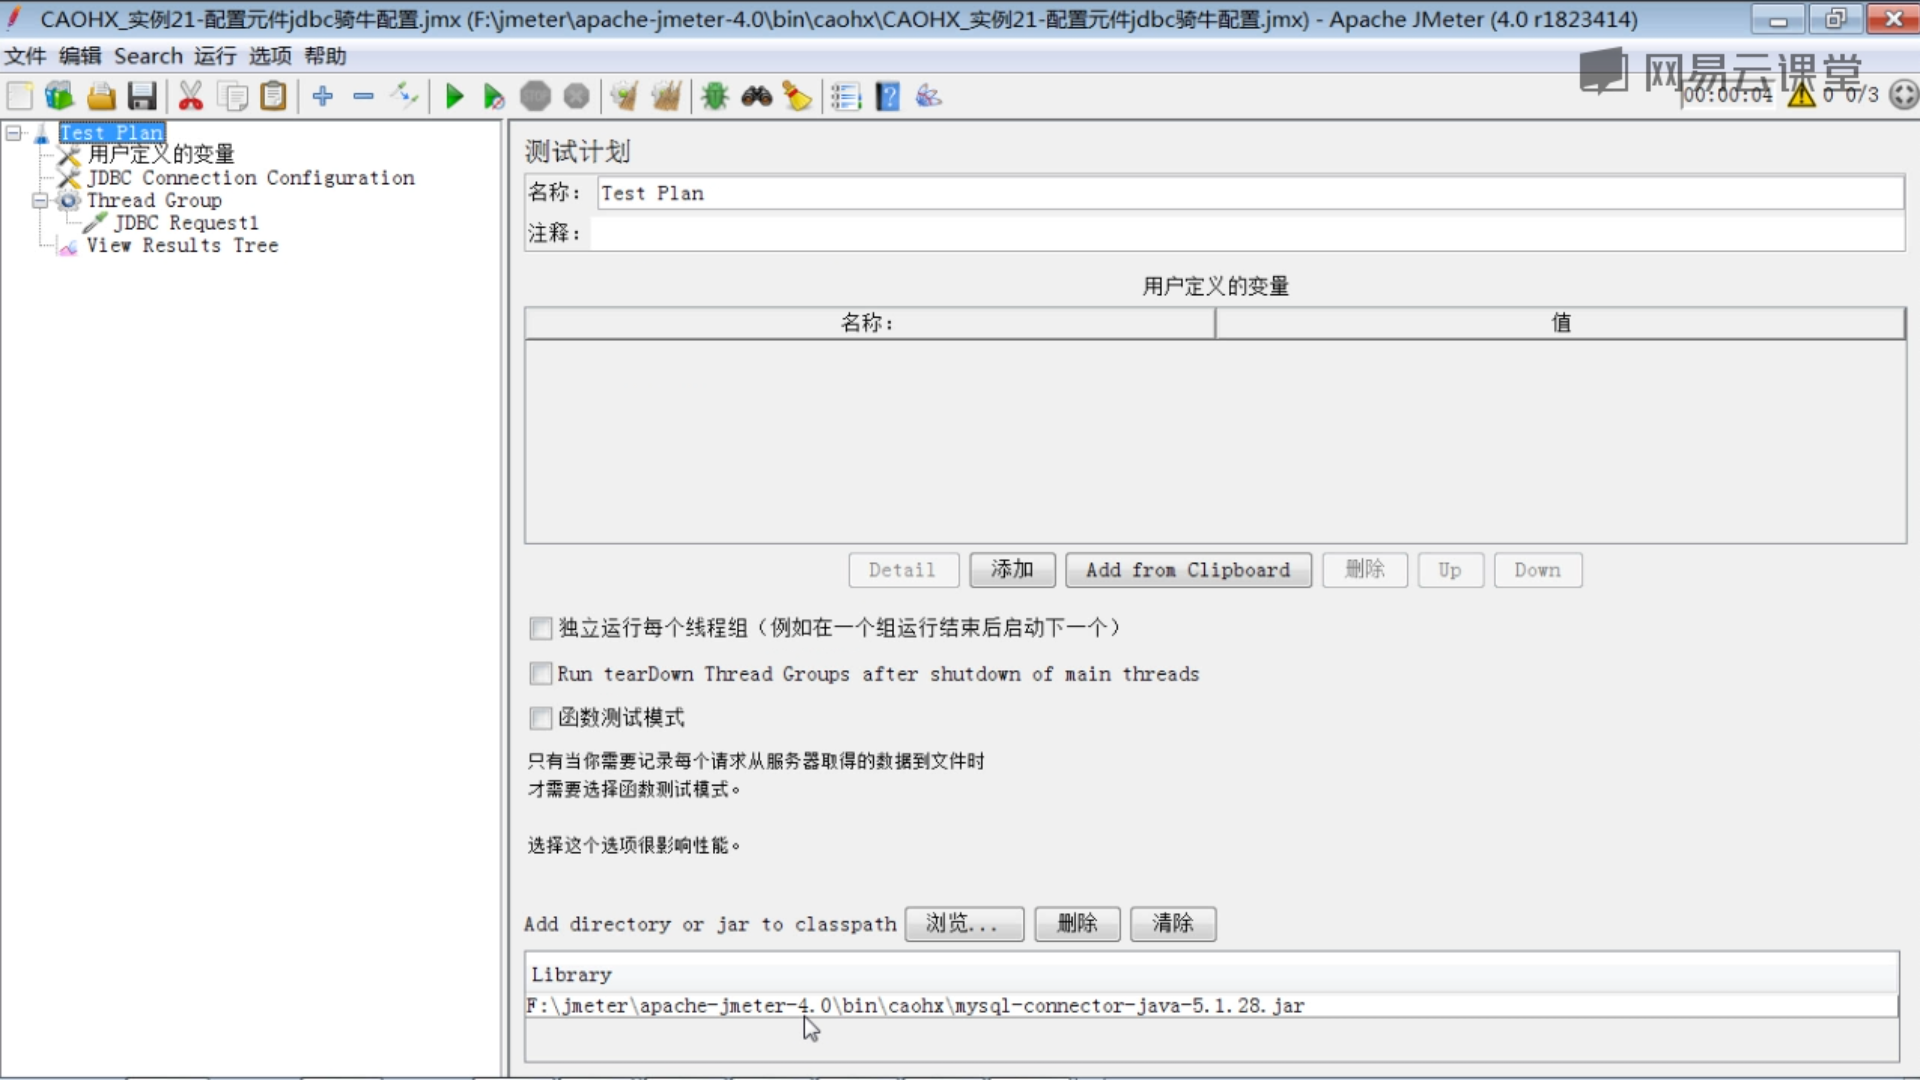 CAOHX_实例21-配置元件jdbc骑牛配置.jmx (F:\jmeter\apache-jmeter-4.0\bin\caohx\CAOHX_实例21-配置元件jdbc骑牛配置.jmx) - Apache JMeter (4.0 r1823414)
文件 编辑 Search 运行 选项 帮助
网易云课堂
00:00:04 0 0/3
Test Plan
用户定义的变量
JDBC Connection Configuration
Thread Group
JDBC Request1
View Results Tree
测试计划
名称： Test Plan
注释：
用户定义的变量
名称： 值
Detail 添加 Add from Clipboard 删除 Up Down
独立运行每个线程组（例如在一个组运行结束后启动下一个）
Run tearDown Thread Groups after shutdown of main threads
函数测试模式
只有当你需要记录每个请求从服务器取得的数据到文件时
才需要选择函数测试模式。
选择这个选项很影响性能。
Add directory or jar to classpath 浏览... 删除 清除
Library
F:\jmeter\apache-jmeter-4.0\bin\caohx\mysql-connector-java-5.1.28.jar